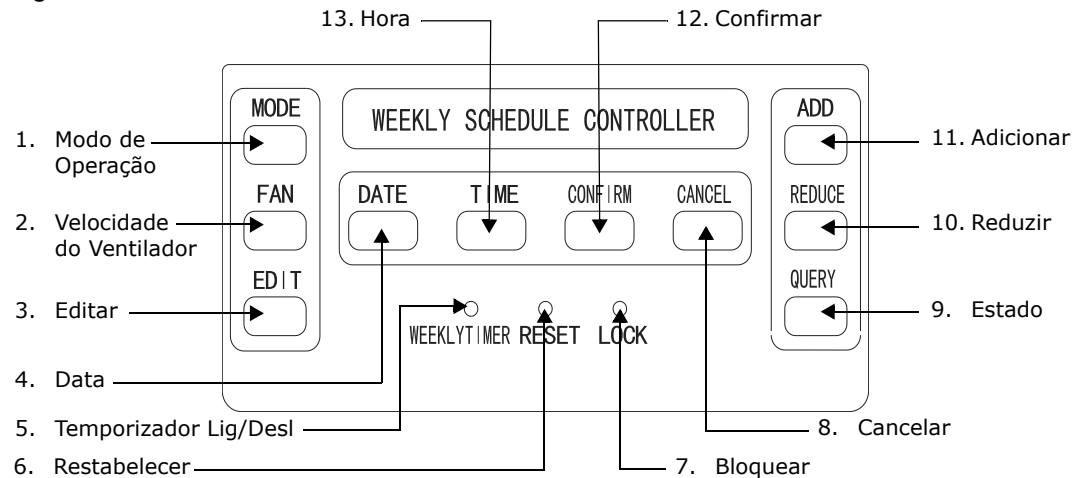 13. Hora
12. Confirmar
MODE
WEEKLY SCHEDULE CONTROLLER
ADD
1. Modo de
Operação
11. Adicionar
FAN
DATE
TIME
CONFIRM
CANCEL
REDUCE
2. Velocidade
do Ventilador
10. Reduzir
EDIT
QUERY
3. Editar
9. Estado
WEEKLYTIMER RESET LOCK
4. Data
5. Temporizador Lig/Desl
8. Cancelar
6. Restabelecer
7. Bloquear